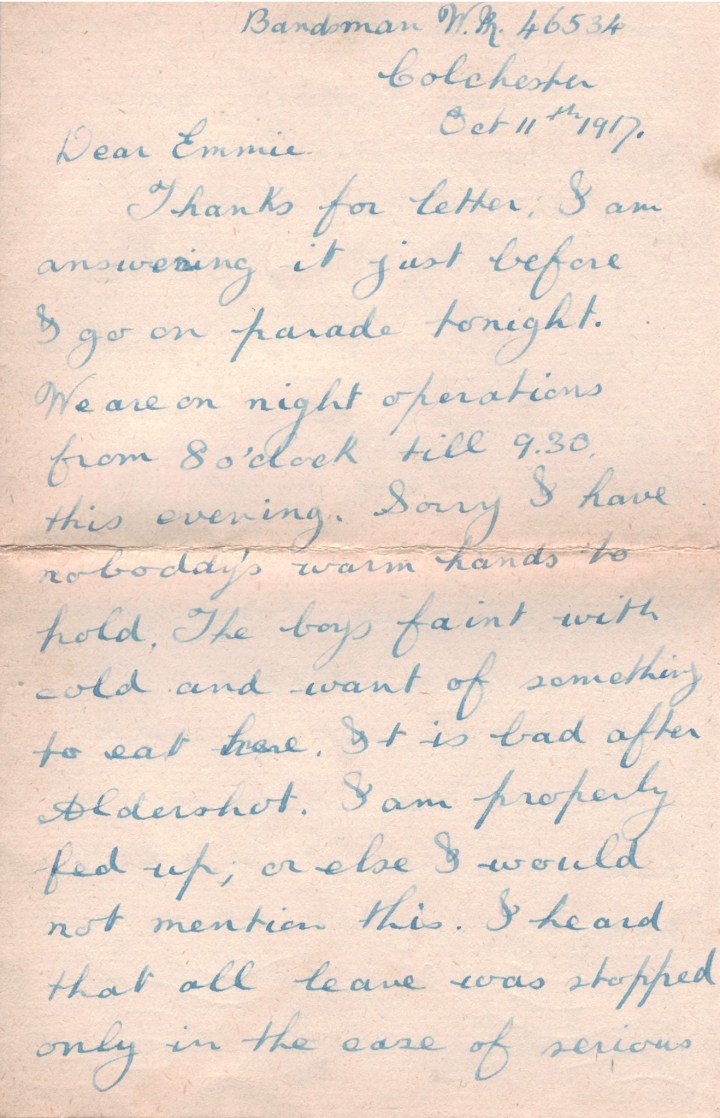 Bandsman W.R. 46534
Colchester
Oct 11th 1917.
Dear Emmie
Thanks for letter, I am
answering it just before
I go on parade tonight.
We are on night operations
from 8 o'clock till 9.30.
this evening. Sorry I have
noboddy's warm hands to
hold. The boys faint with
cold and want of something
to eat here. It is bad after
Aldershot. I am properly
fed up, or else I would
not mention this. I heard
that all leave was stopped
only in the case of serious